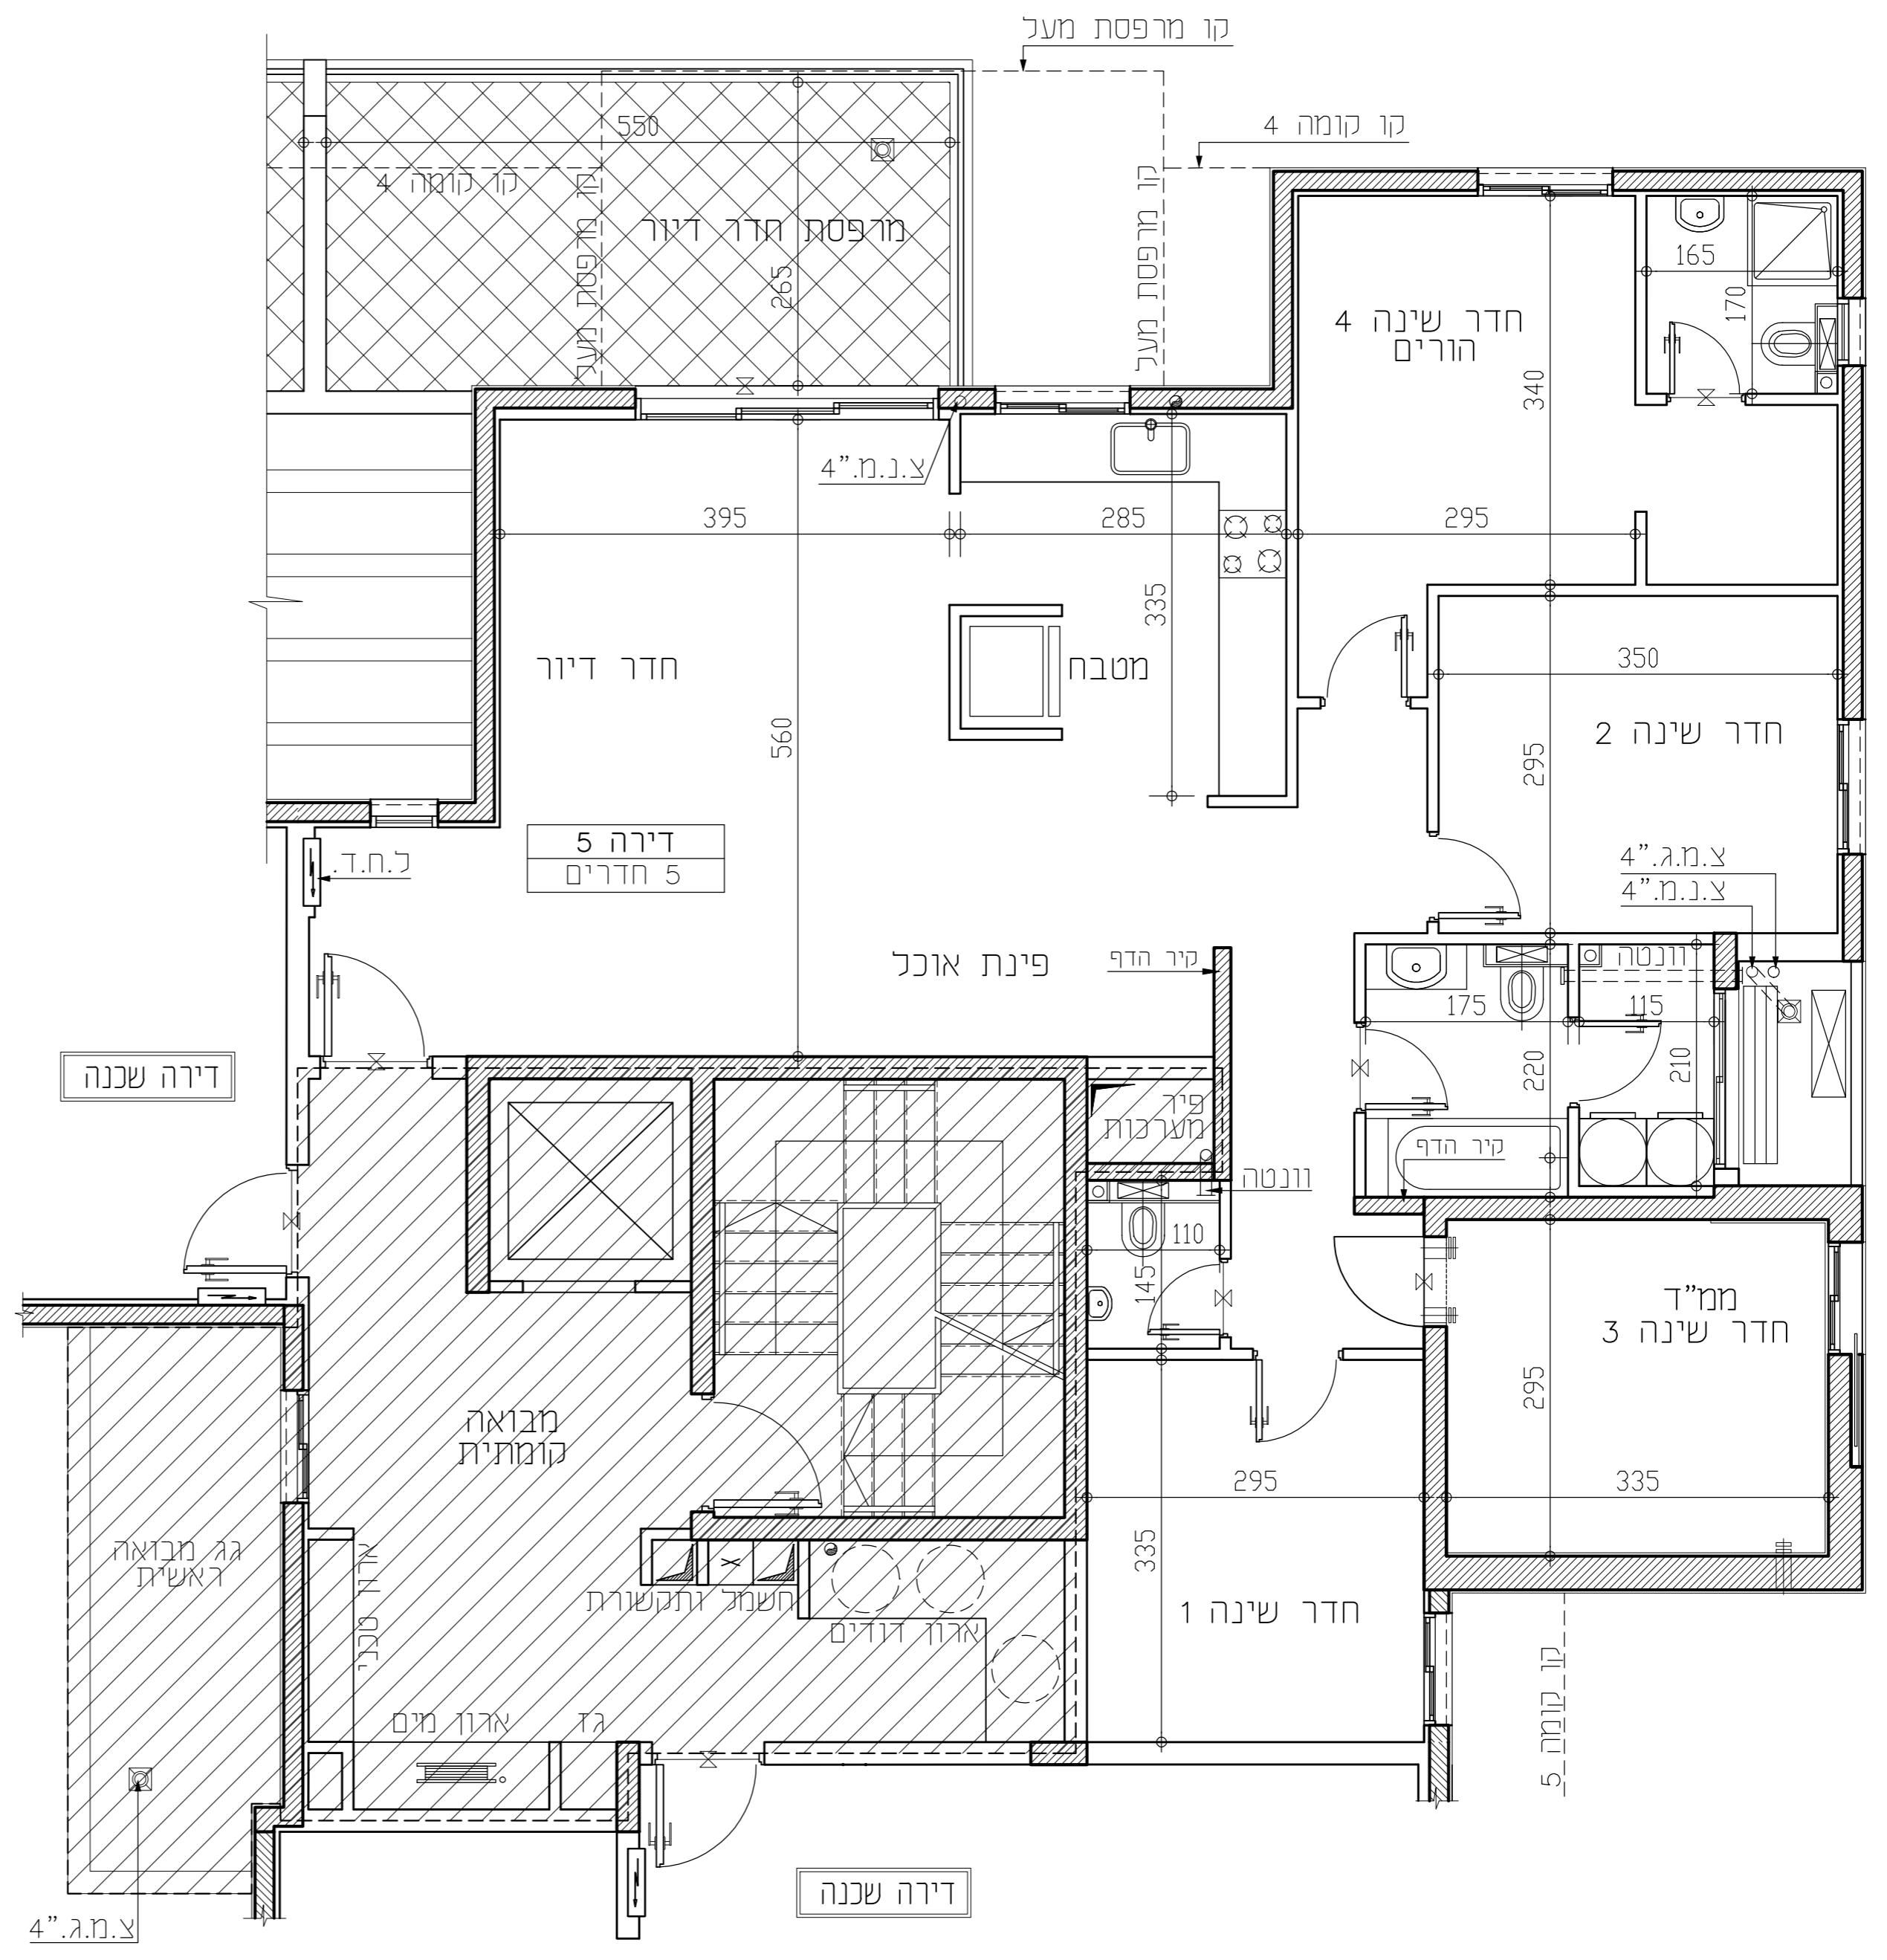 קו מרפסת מעל
קו קומה 4
550
קו קומה 4
קו מרפסת מעל
קו מרפסת מעל
מרפסת חדר דיור
265
165
170
חדר שינה 4
הורים
340
צ.נ.מ.”4
395
285
295
335
חדר דיור
מטבח
350
560
חדר שינה 2
295
דירה 5
5 חדרים
ל.ח.ד.
צ.מ.ג.”4
צ.נ.מ.”4
פינת אוכל
קיר הדף
וונטה
175
115
220
210
דירה שכנה
פיר
מערכות
קיר הדף
וונטה
110
145
ממ”ד
חדר שינה 3
295
מבואה
קומתית
295
335
335
גג מבואה
ראשית
ארון טכני
חשמל ותקשורת
ארון דודים
חדר שינה 1
קו קומה 5
ארון מים
גז
דירה שכנה
צ.מ.ג.”4